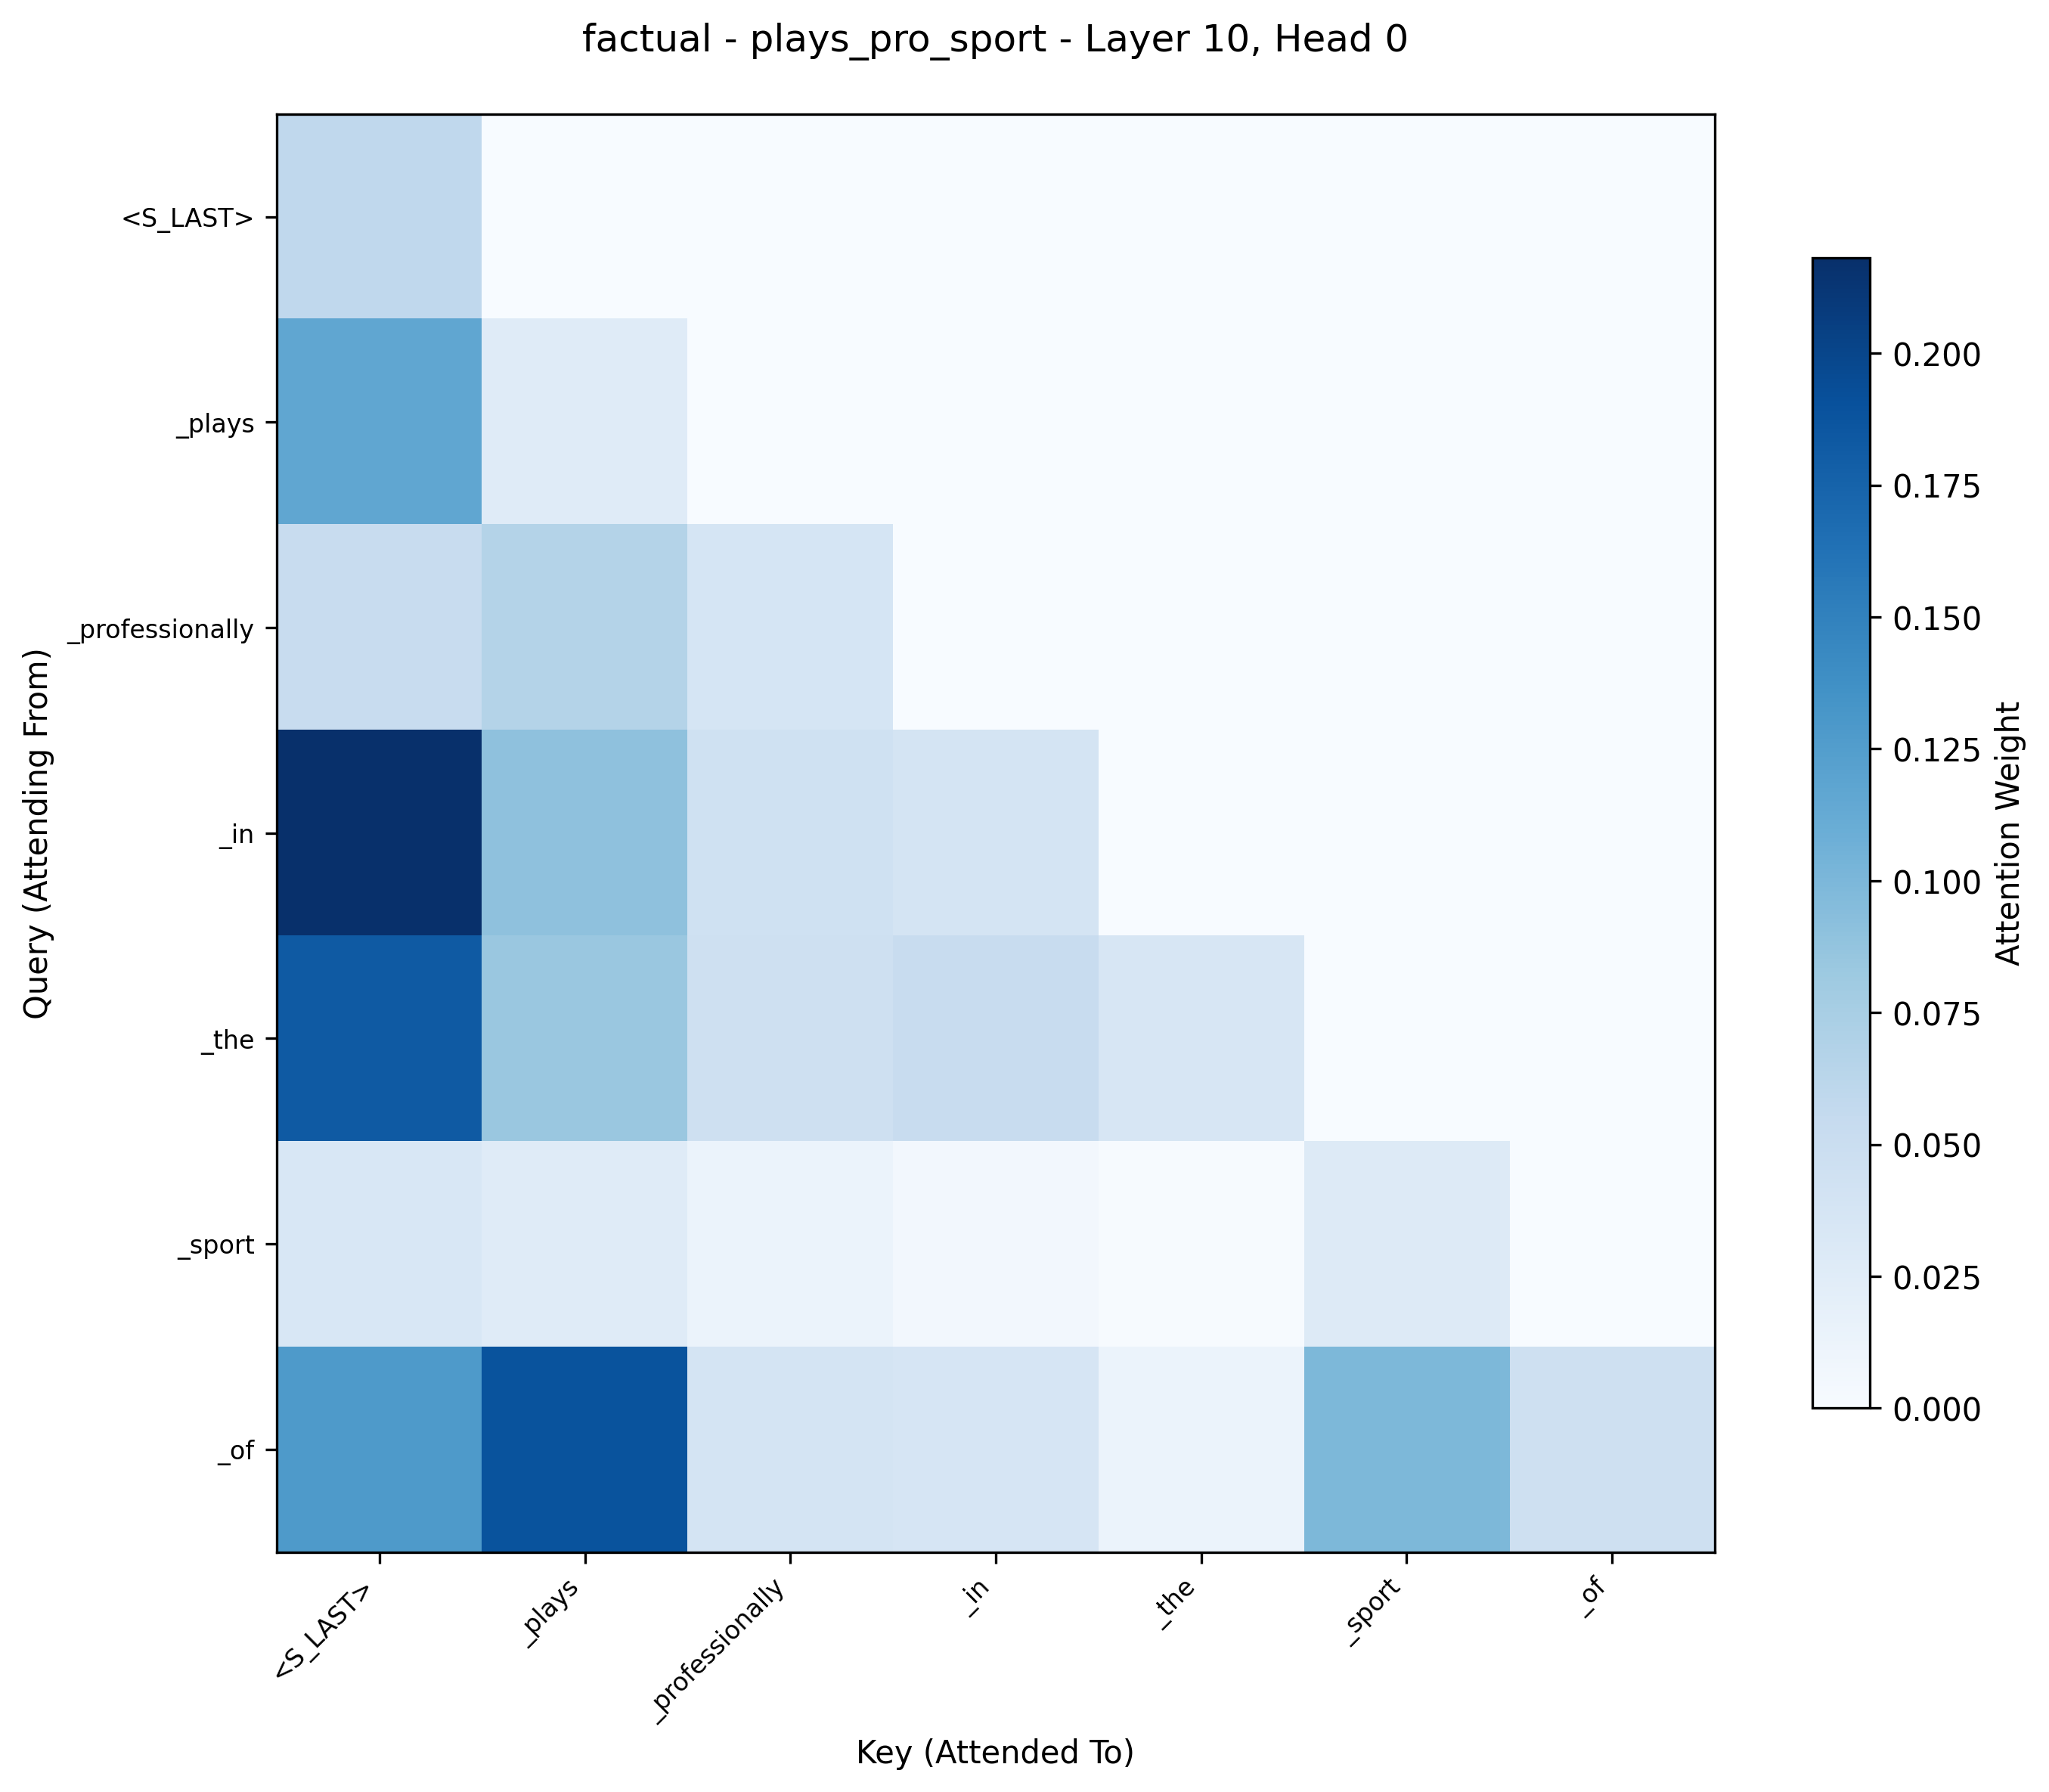 factual - plays_pro_sport - Layer 10, Head 0
Query (Attending From)
<S_LAST>
_plays
_professionally
_in
_the
_sport
_of
<S_LAST>
_plays
_professionally
_in
_the
_sport
_of
Key (Attended To)
0.200
0.175
0.150
0.125
0.100
0.075
0.050
0.025
0.000
Attention Weight